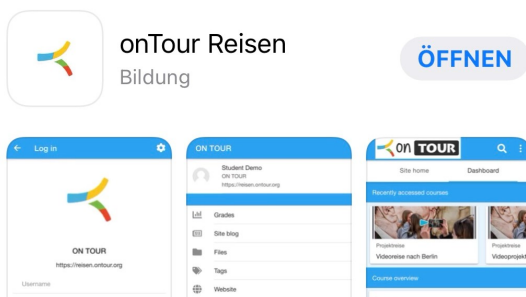 onTour Reisen
Bildung
ÖFFNEN
Log in
ON TOUR
https://reisen.ontour.org
Username
ON TOUR
Student Demo
ON TOUR
https://reisen.ontour.org
Grades
Site blog
Files
Tags
Website
on TOUR
Site home Dashboard
Recently accessed courses
Projektreise
Videoreise nach Berlin
Projektreise
Videoprojekt
Course overview